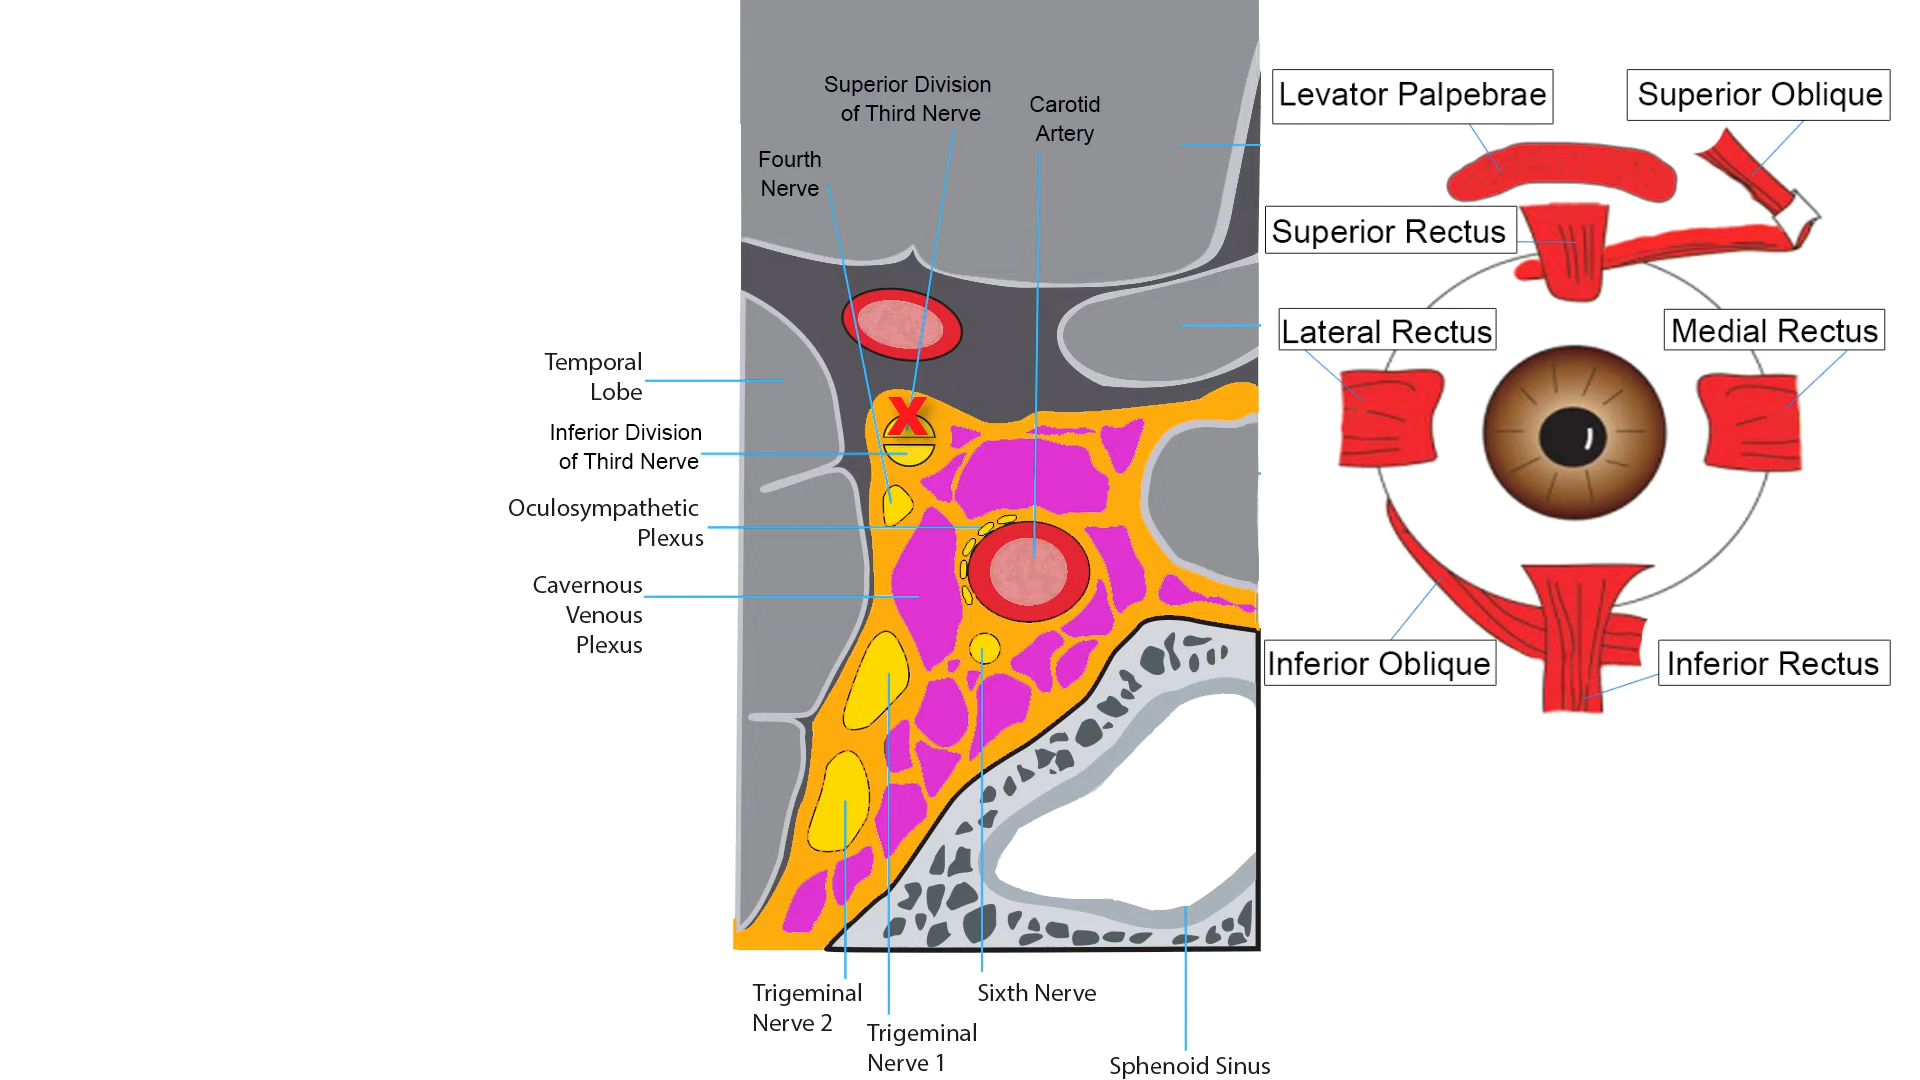 Superior Division
of Third Nerve
Carotid
Artery
Fourth
Nerve
Temporal
Lobe
Inferior Division
of Third Nerve
Oculosympathetic
Plexus
Cavernous
Venous
Plexus
X
Trigeminal
Nerve 2
Trigeminal
Nerve 1
Sixth Nerve
Sphenoid Sinus
Levator Palpebrae
Superior Oblique
Superior Rectus
Lateral Rectus
Medial Rectus
Inferior Oblique
Inferior Rectus